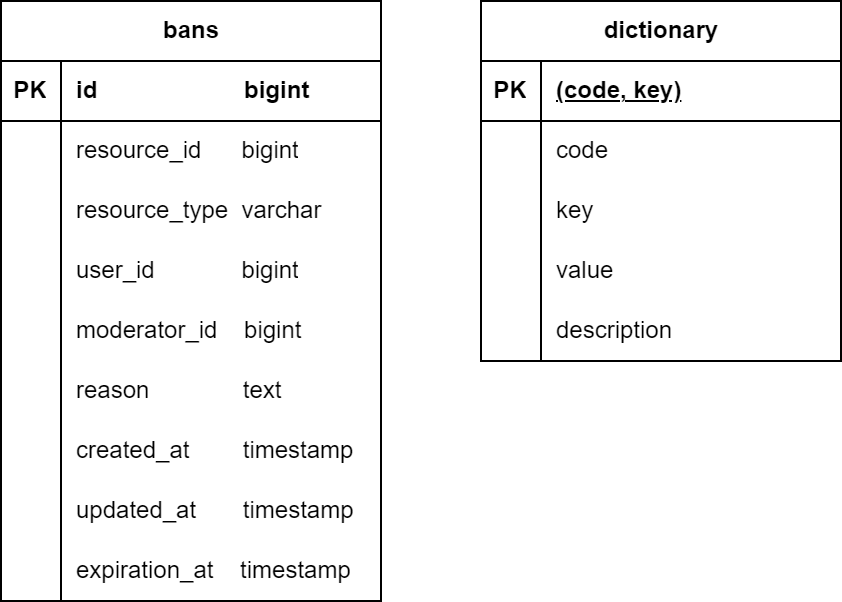 bans
PK id bigint
resource_id bigint
resource_type varchar
user_id bigint
moderator_id bigint
reason text
created_at timestamp
updated_at timestamp
expiration_at timestamp
dictionary
PK (code, key)
code
key
value
description